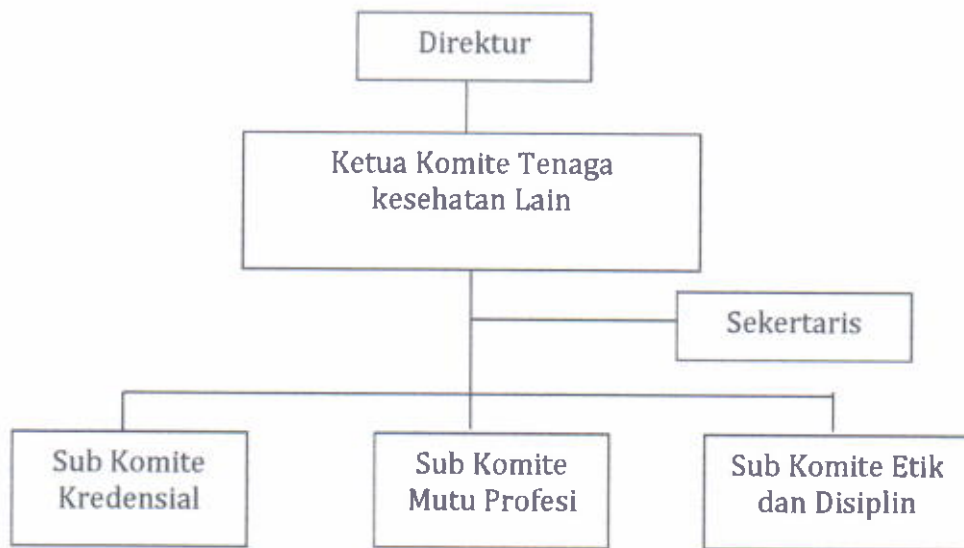 Direktur
Ketua Komite Tenaga
kesehatan Lain
Sekertaris
Sub Komite
Kredensial
Sub Komite
Mutu Profesi
Sub Komite Etik
dan Disiplin